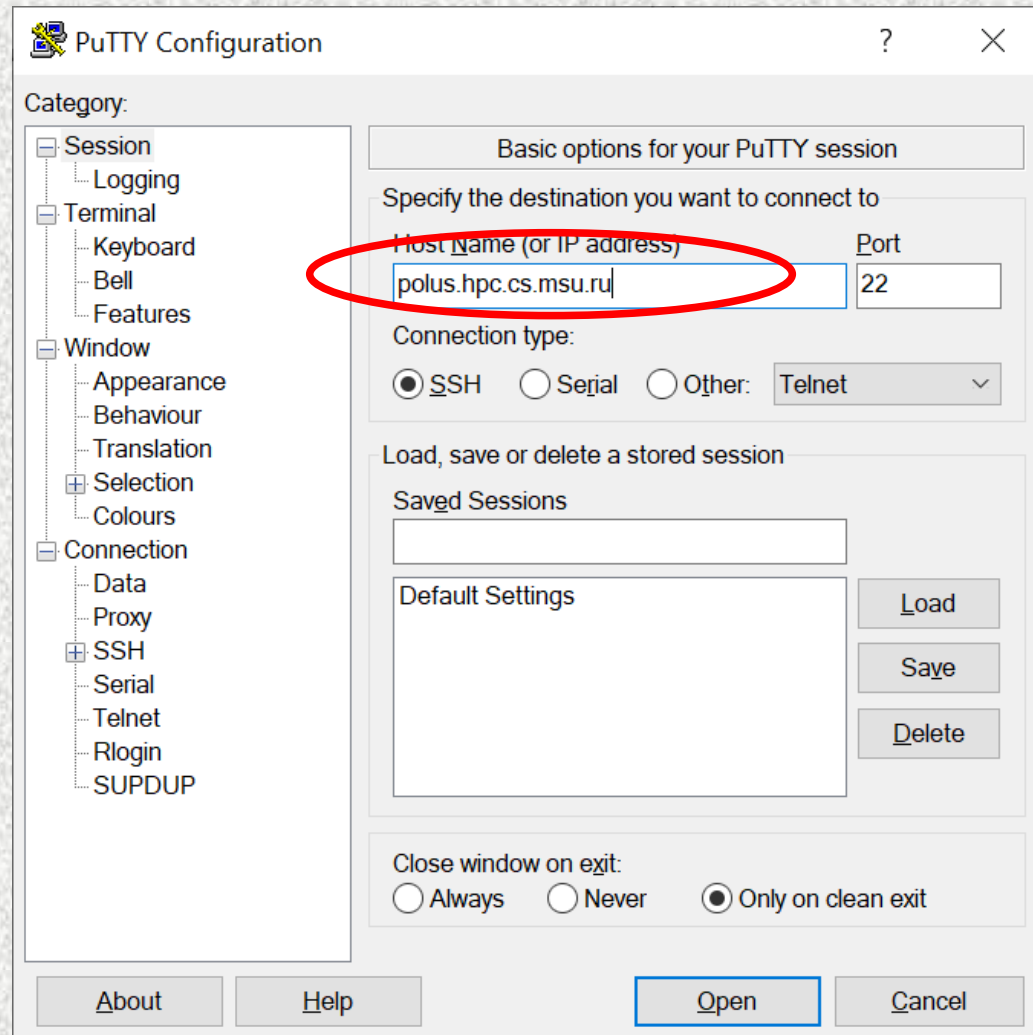 PuTTY Configuration ?
Category:
Session
Logging
Terminal
Keyboard
Bell
Features
Window
Appearance
Behaviour
Translation
Selection
Colours
Connection
Data
Proxy
SSH
Serial
Telnet
Rlogin
SUPDUP
Basic options for your PuTTY session
Specify the destination you want to connect to
Host Name (or IP address) Port
polus.hpc.cs.msu.ru 22
Connection type:
SSH Serial Other: Telnet
Load, save or delete a stored session
Saved Sessions
Default Settings
Load
Save
Delete
Close window on exit:
Always Never Only on clean exit
About Help Open Cancel